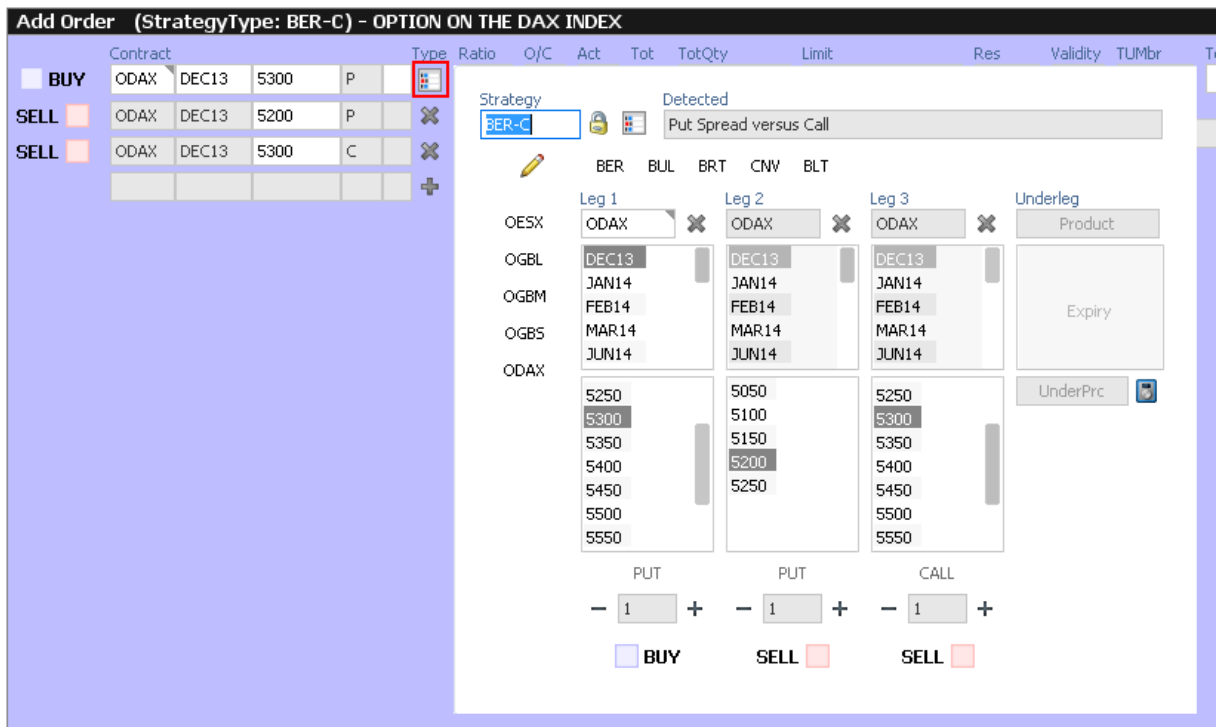 Add Order (StrategyType: BER-C) - OPTION ON THE DAX INDEX
Contract Type Ratio O/C Act Tot TotQty Limit Res Validity TUMbr
BUY ODAX DEC13 5300 P
SELL ODAX DEC13 5200 P
SELL ODAX DEC13 5300 C
Strategy Detected
BER-C Put Spread versus Call
BER BUL BRT CNV BLT
Leg 1 Leg 2 Leg 3 Underleg
OESX ODAX ODAX ODAX Product
OGBL DEC13 DEC13 DEC13
JAN14 JAN14 JAN14
OGBM FEB14 FEB14 FEB14 Expiry
OGBS MAR14 MAR14 MAR14
JUN14 JUN14 JUN14
ODAX
5250 5050 5250 UnderPrc
5300 5100 5300
5350 5150 5350
5400 5200 5400
5450 5250 5450
5500 5500
5550 5550
PUT PUT CALL
− 1 + − 1 + − 1 +
BUY SELL SELL